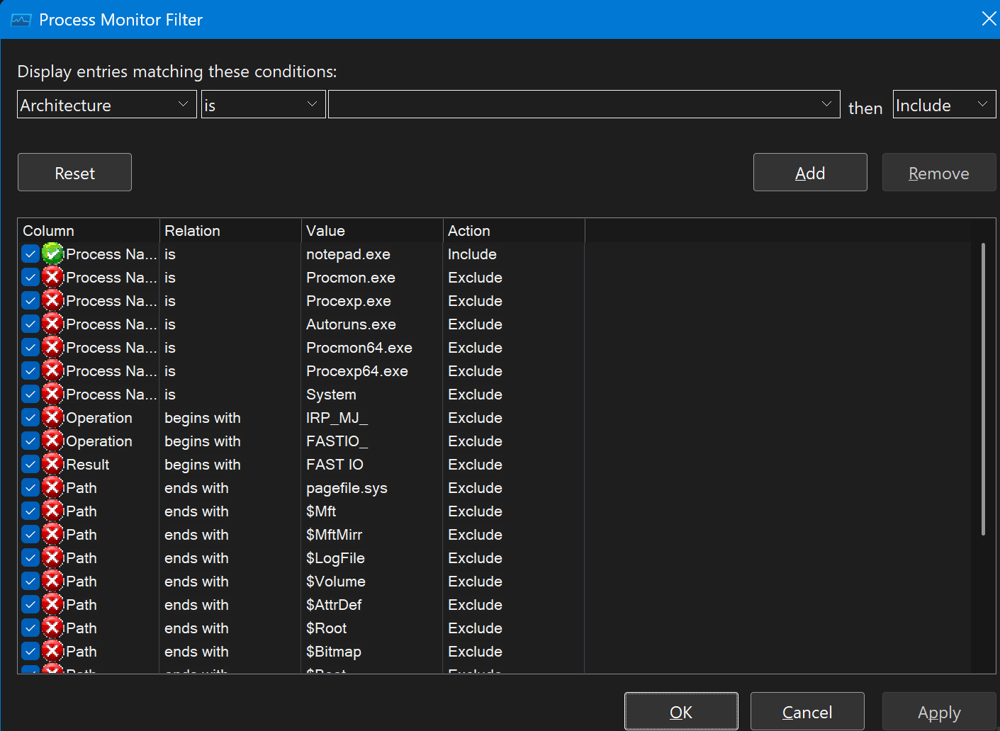 Process Monitor Filter
Display entries matching these conditions:
Architecture is then Include
Reset Add Remove
Column Relation Value Action
Process Na... is notepad.exe Include
Process Na... is Procmon.exe Exclude
Process Na... is Procexp.exe Exclude
Process Na... is Autoruns.exe Exclude
Process Na... is Procmon64.exe Exclude
Process Na... is Procexp64.exe Exclude
Process Na... is System Exclude
Operation begins with IRP_MJ_ Exclude
Operation begins with FASTIO_ Exclude
Result begins with FAST IO Exclude
Path ends with pagefile.sys Exclude
Path ends with $Mft Exclude
Path ends with $MftMirr Exclude
Path ends with $LogFile Exclude
Path ends with $Volume Exclude
Path ends with $AttrDef Exclude
Path ends with $Root Exclude
Path ends with $Bitmap Exclude
Path ends with $Boot Exclude
OK Cancel Apply